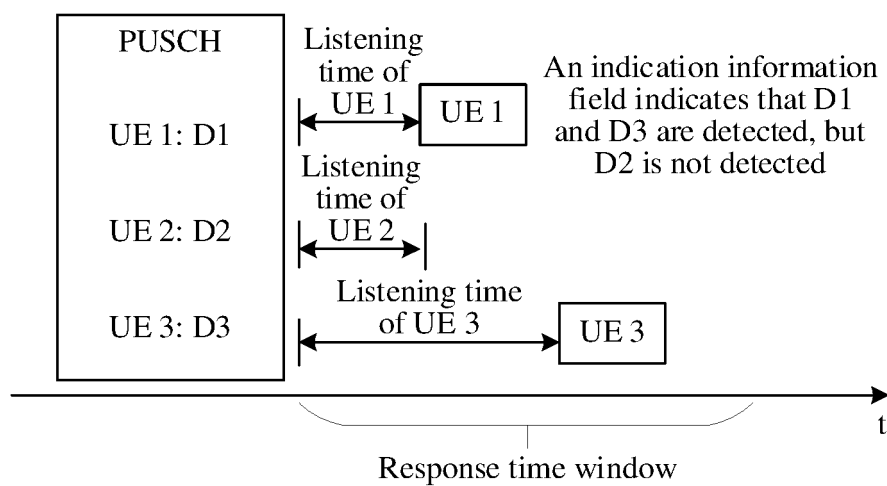 PUSCH
UE 1: D1
UE 2: D2
UE 3: D3
Listening
time of
UE 1
UE 1
An indication information
field indicates that D1
and D3 are detected, but
D2 is not detected
Listening
time of
UE 2
Listening time
of UE 3
UE 3
t
Response time window